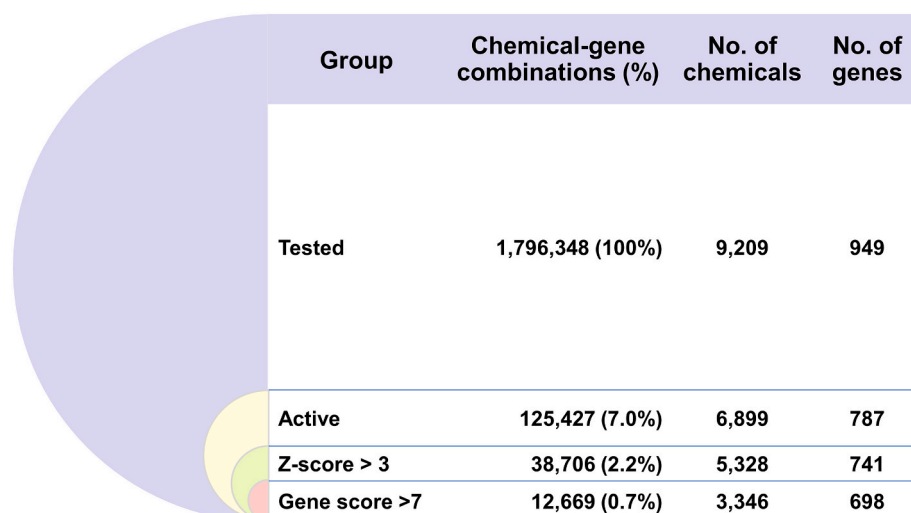 Group Chemical-gene combinations (%) No. of chemicals No. of genes
Tested 1,796,348 (100%) 9,209 949
Active 125,427 (7.0%) 6,899 787
Z-score > 3 38,706 (2.2%) 5,328 741
Gene score >7 12,669 (0.7%) 3,346 698